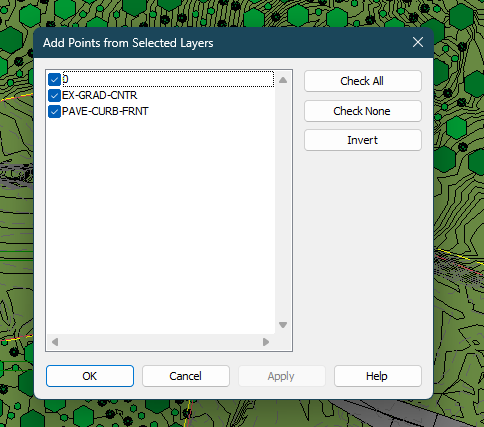 Add Points from Selected Layers
0
EX-GRAD-CNTR
PAVE-CURB-FRNT
Check All
Check None
Invert
OK
Cancel
Apply
Help